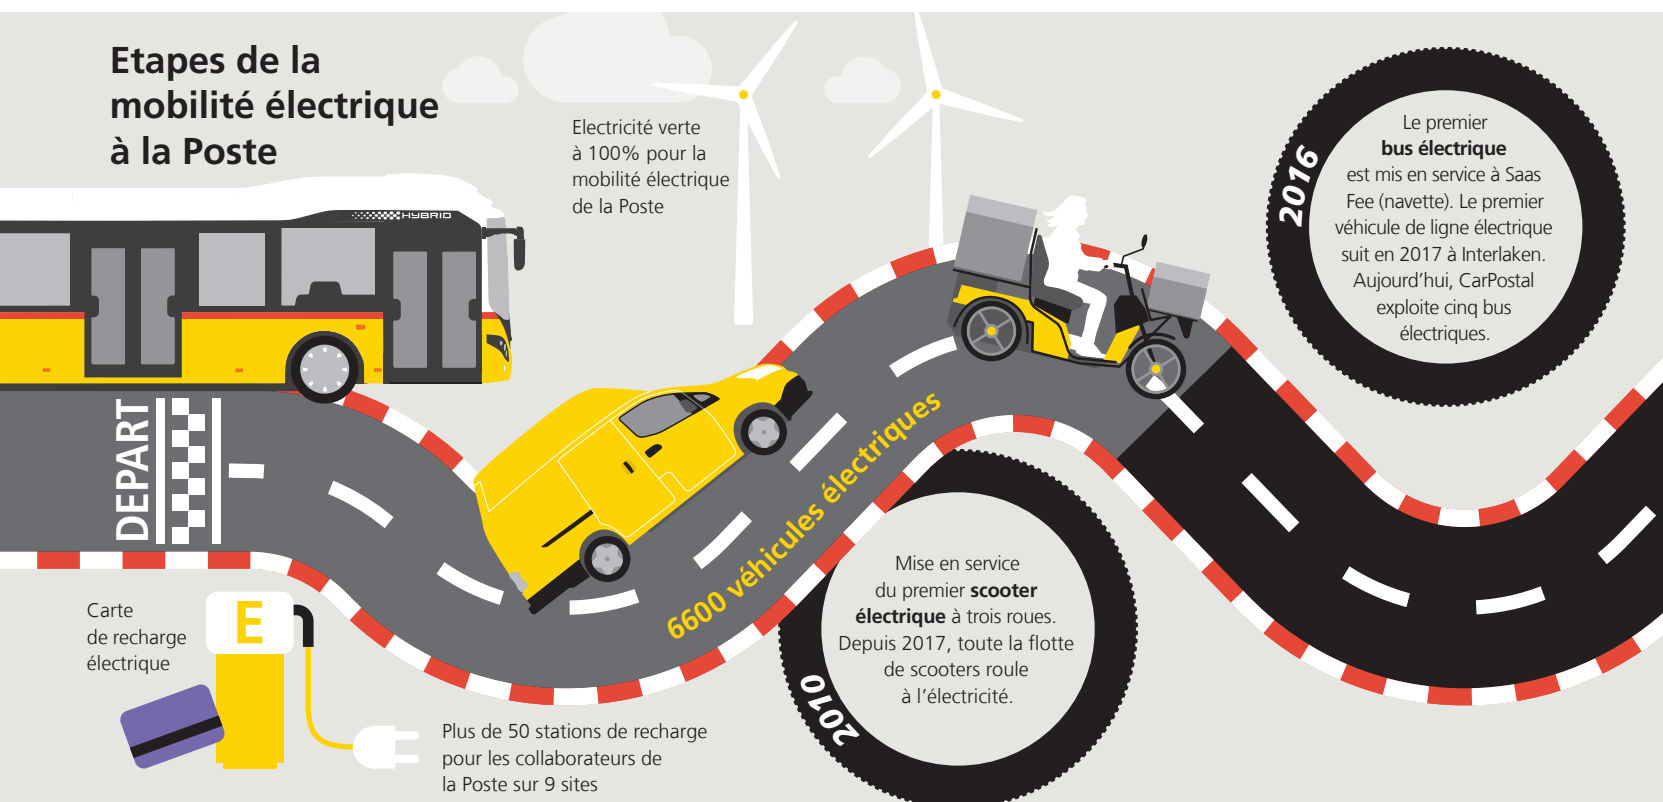 Etapes de la
mobilité électrique
à la Poste
Electricité verte
à 100% pour la
mobilité électrique
de la Poste
HYBRID
2016
Le premier
bus électrique
est mis en service à Saas
Fee (navette). Le premier
véhicule de ligne électrique
suit en 2017 à Interlaken.
Aujourd’hui, CarPostal
exploite cinq bus
électriques.
DEPART
6600 véhicules électriques
Mise en service
du premier scooter
électrique à trois roues.
Depuis 2017, toute la flotte
de scooters roule
à l’électricité.
2010
Carte
de recharge
électrique
E
Plus de 50 stations de recharge
pour les collaborateurs de
la Poste sur 9 sites